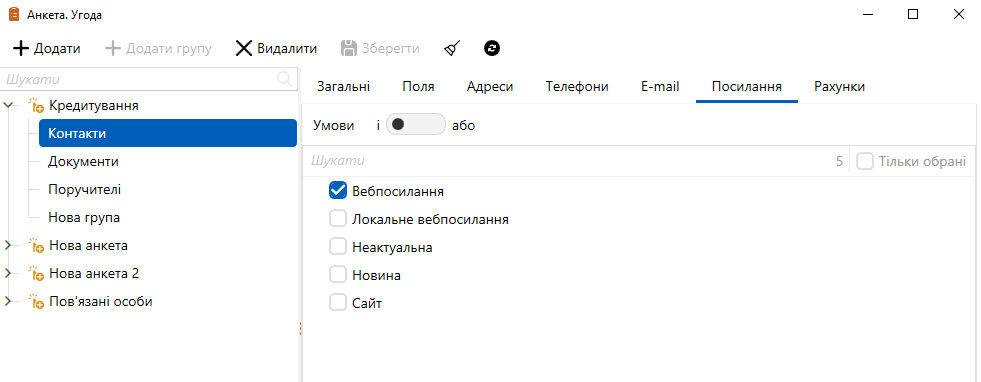 Анкета. Угода
Додати Додати групу Видалити Зберегти
Шукати
Кредитування
Контакти
Документи
Поручителі
Нова група
Нова анкета
Нова анкета 2
Пов'язані особи
Загальні Поля Адреси Телефони E-mail Посилання Рахунки
Умови і або
Шукати 5 Тільки обрані
Вебпосилання
Локальне вебпосилання
Неактуальна
Новина
Сайт